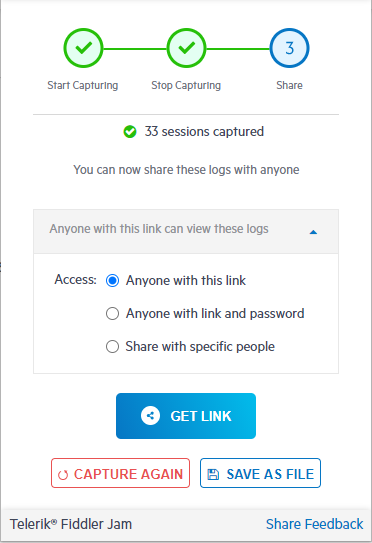 3
Start Capturing Stop Capturing Share
33 sessions captured
You can now share these logs with anyone
Anyone with this link can view these logs
Access: Anyone with this link
Anyone with link and password
Share with specific people
GET LINK
CAPTURE AGAIN SAVE AS FILE
Telerik® Fiddler Jam Share Feedback